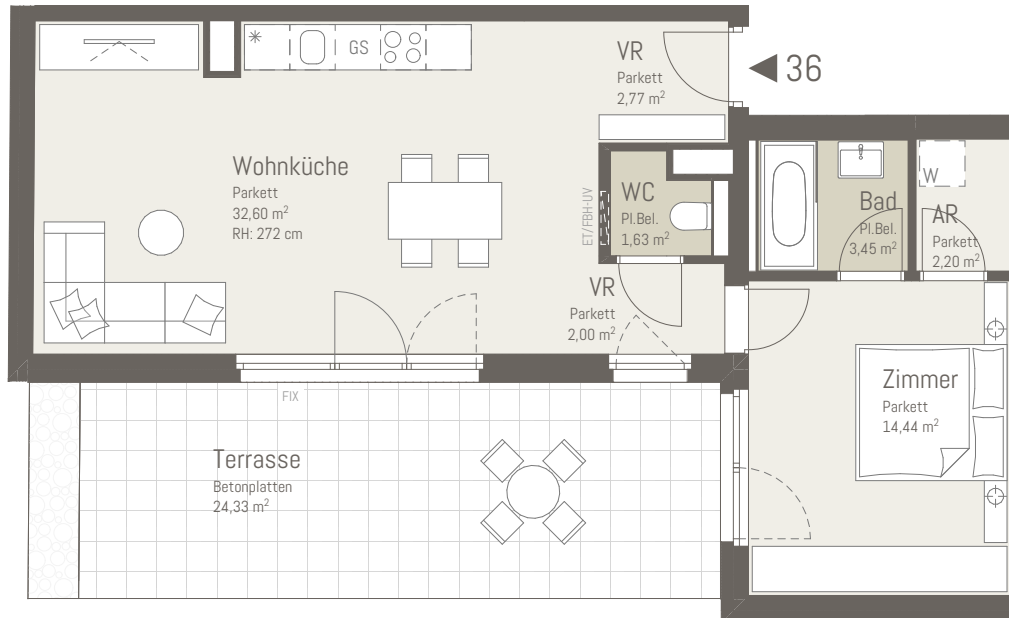 GS
VR
Parkett
2,77 m²
36
Wohnküche
Parkett
32,60 m²
RH: 272 cm
ET/FBH-UV
WC
Pl.Bel.
1,63 m²
Bad
Pl.Bel.
3,45 m²
W
AR
Parkett
2,20 m²
VR
Parkett
2,00 m²
Zimmer
Parkett
14,44 m²
FIX
Terrasse
Betonplatten
24,33 m²